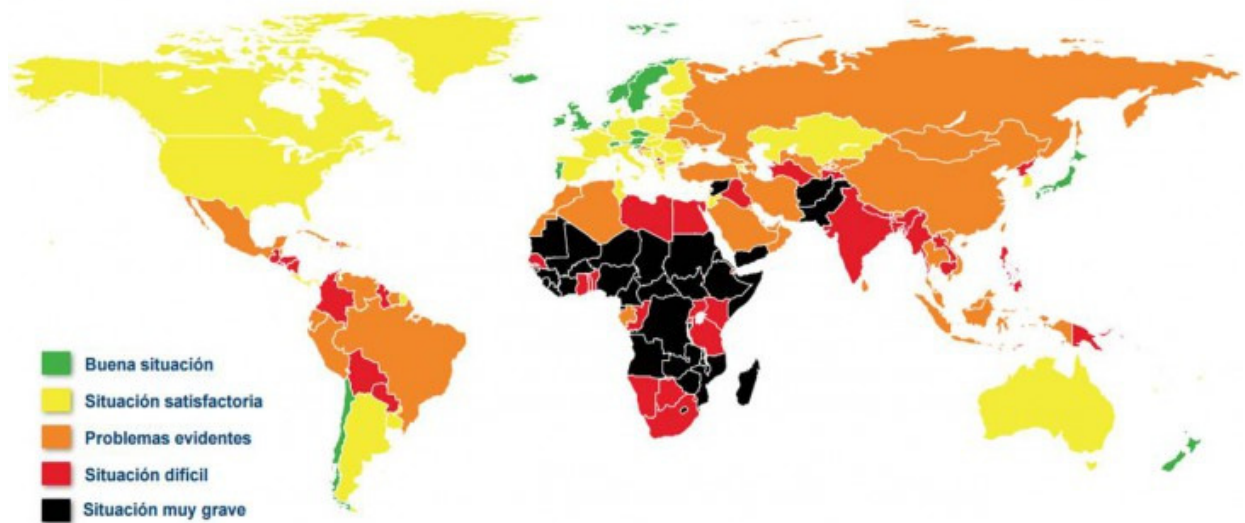 Buena situación
Situación satisfactoria
Problemas evidentes
Situación difícil
Situación muy grave